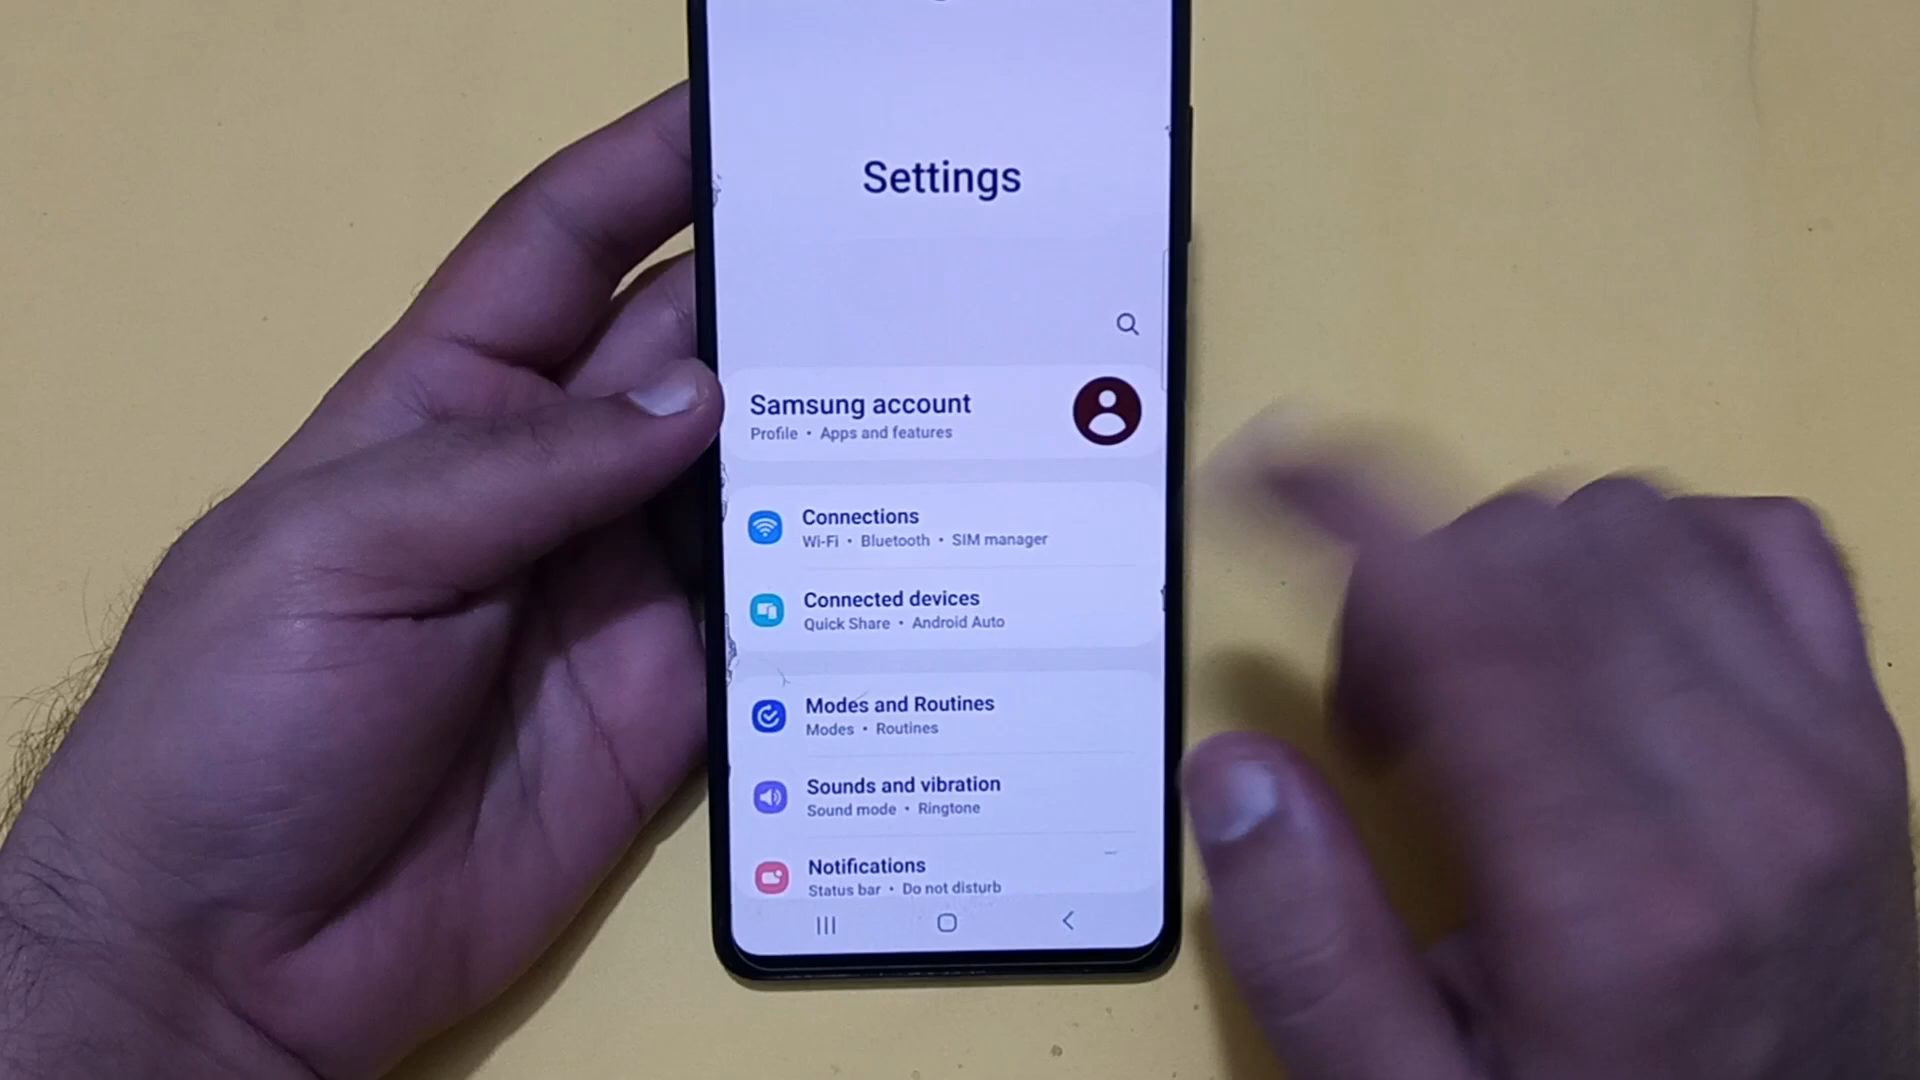 Settings
Samsung account
Profile • Apps and features
Connections
Wi-Fi • Bluetooth • SIM manager
Connected devices
Quick Share • Android Auto
Modes and Routines
Modes • Routines
Sounds and vibration
Sound mode • Ringtone
Notifications
Status bar • Do not disturb